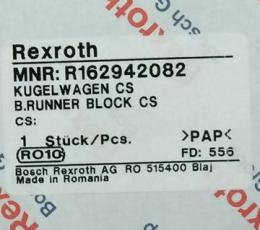 Rexroth
MNR: R162942082
KUGELWAGEN CS
B.RUNNER BLOCK CS
CS:
1 Stück/Pcs. >PAP<
RO10 FD: 556
Bosch Rexroth AG RO 515400 Blaj
Made in Romania